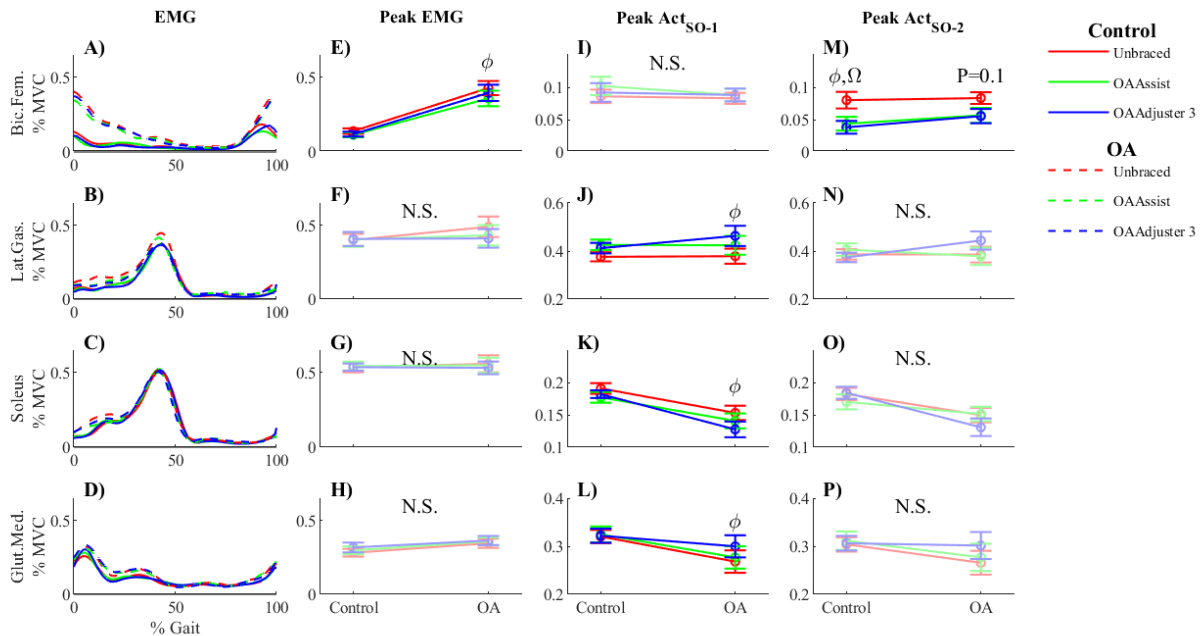 EMG
Peak EMG
Peak Act_SO-1
Peak Act_SO-2
Control
Unbraced
OAAssist
OAAdjuster 3
OA
Unbraced
OAAssist
OAAdjuster 3
A)
Bic.Fem.
% MVC
0.5
0
0
50
100
E)
ϕ
0.5
0
I)
N.S.
0.1
0.05
0
M)
ϕ,Ω
P=0.1
0.1
0.05
0
B)
Lat.Gas.
% MVC
0.5
0
0
50
100
F)
N.S.
0.5
0
J)
ϕ
0.6
0.4
0.2
N)
N.S.
0.6
0.4
0.2
C)
Soleus
% MVC
0.5
0
0
50
100
G)
N.S.
0.5
0
K)
ϕ
0.2
0.15
0.1
O)
N.S.
0.2
0.15
0.1
D)
Glut.Med.
% MVC
0.5
0
0
50
100
% Gait
H)
N.S.
0.5
0
Control
OA
L)
ϕ
0.4
0.3
0.2
Control
OA
P)
N.S.
0.4
0.3
0.2
Control
OA